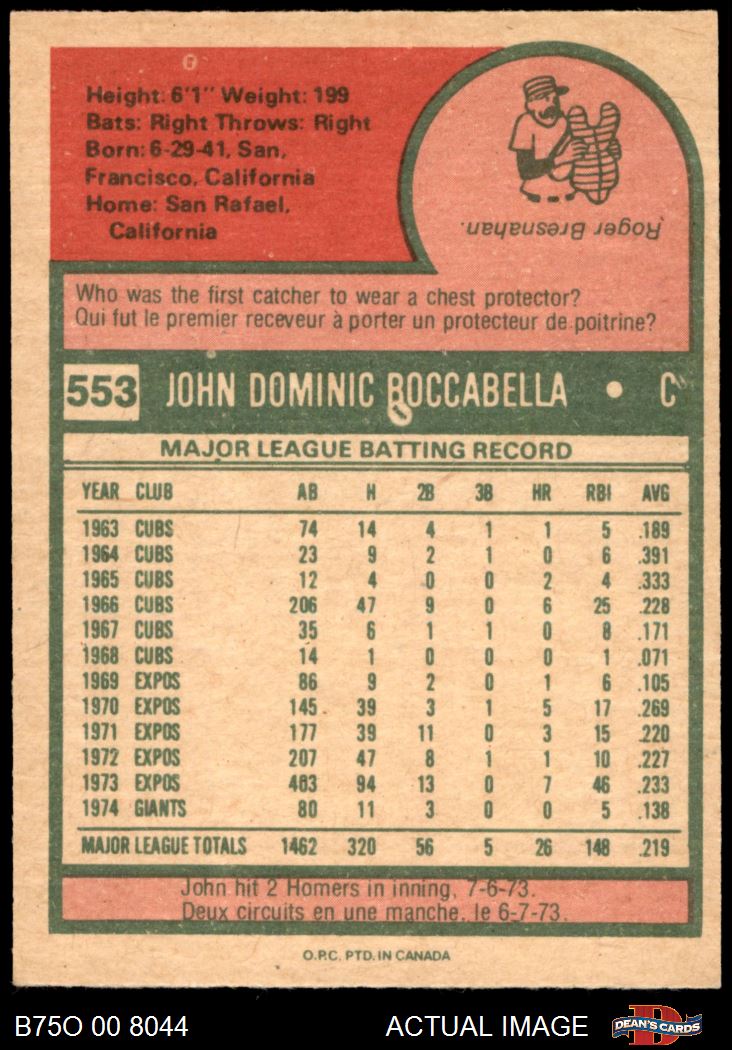 Height: 6'1" Weight: 199
Bats: Right Throws: Right
Born: 6-29-41, San,
Francisco, California
Home: San Rafael,
California
Roger Bresnahan.
Who was the first catcher to wear a chest protector?
Qui fut le premier receveur à porter un protecteur de poitrine?
553 JOHN DOMINIC BOCCABELLA • C
MAJOR LEAGUE BATTING RECORD
YEAR CLUB AB H 2B 3B HR RBI AVG
1963 CUBS 74 14 4 1 1 5 .189
1964 CUBS 23 9 2 1 0 6 .391
1965 CUBS 12 4 0 0 2 4 .333
1966 CUBS 206 47 9 0 6 25 .228
1967 CUBS 35 6 1 1 0 8 .171
1968 CUBS 14 1 0 0 0 1 .071
1969 EXPOS 86 9 2 0 1 6 .105
1970 EXPOS 145 39 3 1 5 17 .269
1971 EXPOS 177 39 11 0 3 15 .220
1972 EXPOS 207 47 8 1 1 10 .227
1973 EXPOS 403 94 13 0 7 46 .233
1974 GIANTS 80 11 3 0 0 5 .138
MAJOR LEAGUE TOTALS 1462 320 56 5 26 148 .219
John hit 2 Homers in inning, 7-6-73.
Deux circuits en une manche, le 6-7-73.
O.P.C. PTD. IN CANADA
B75O 00 8044 ACTUAL IMAGE DEAN'S CARDS